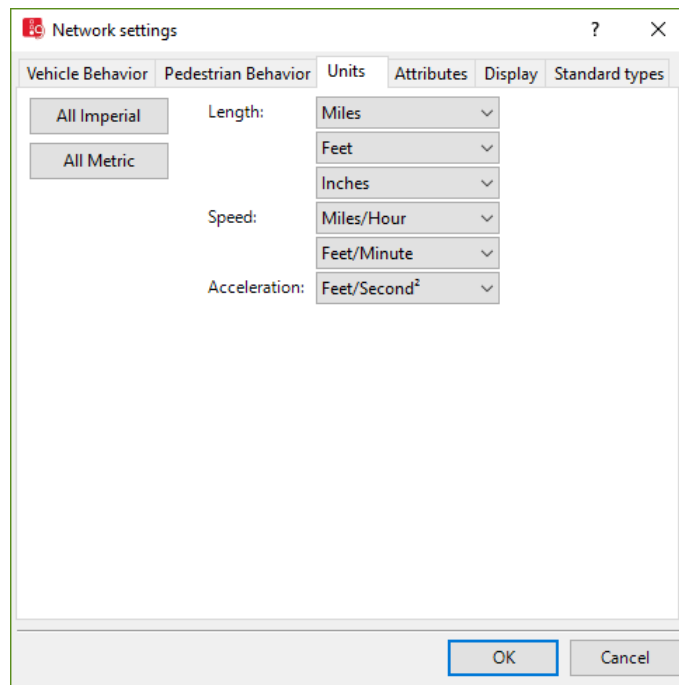 Network settings ? X
Vehicle Behavior Pedestrian Behavior Units Attributes Display Standard types
All Imperial Length: Miles
Feet
All Metric
Inches
Speed: Miles/Hour
Feet/Minute
Acceleration: Feet/Second²
OK Cancel